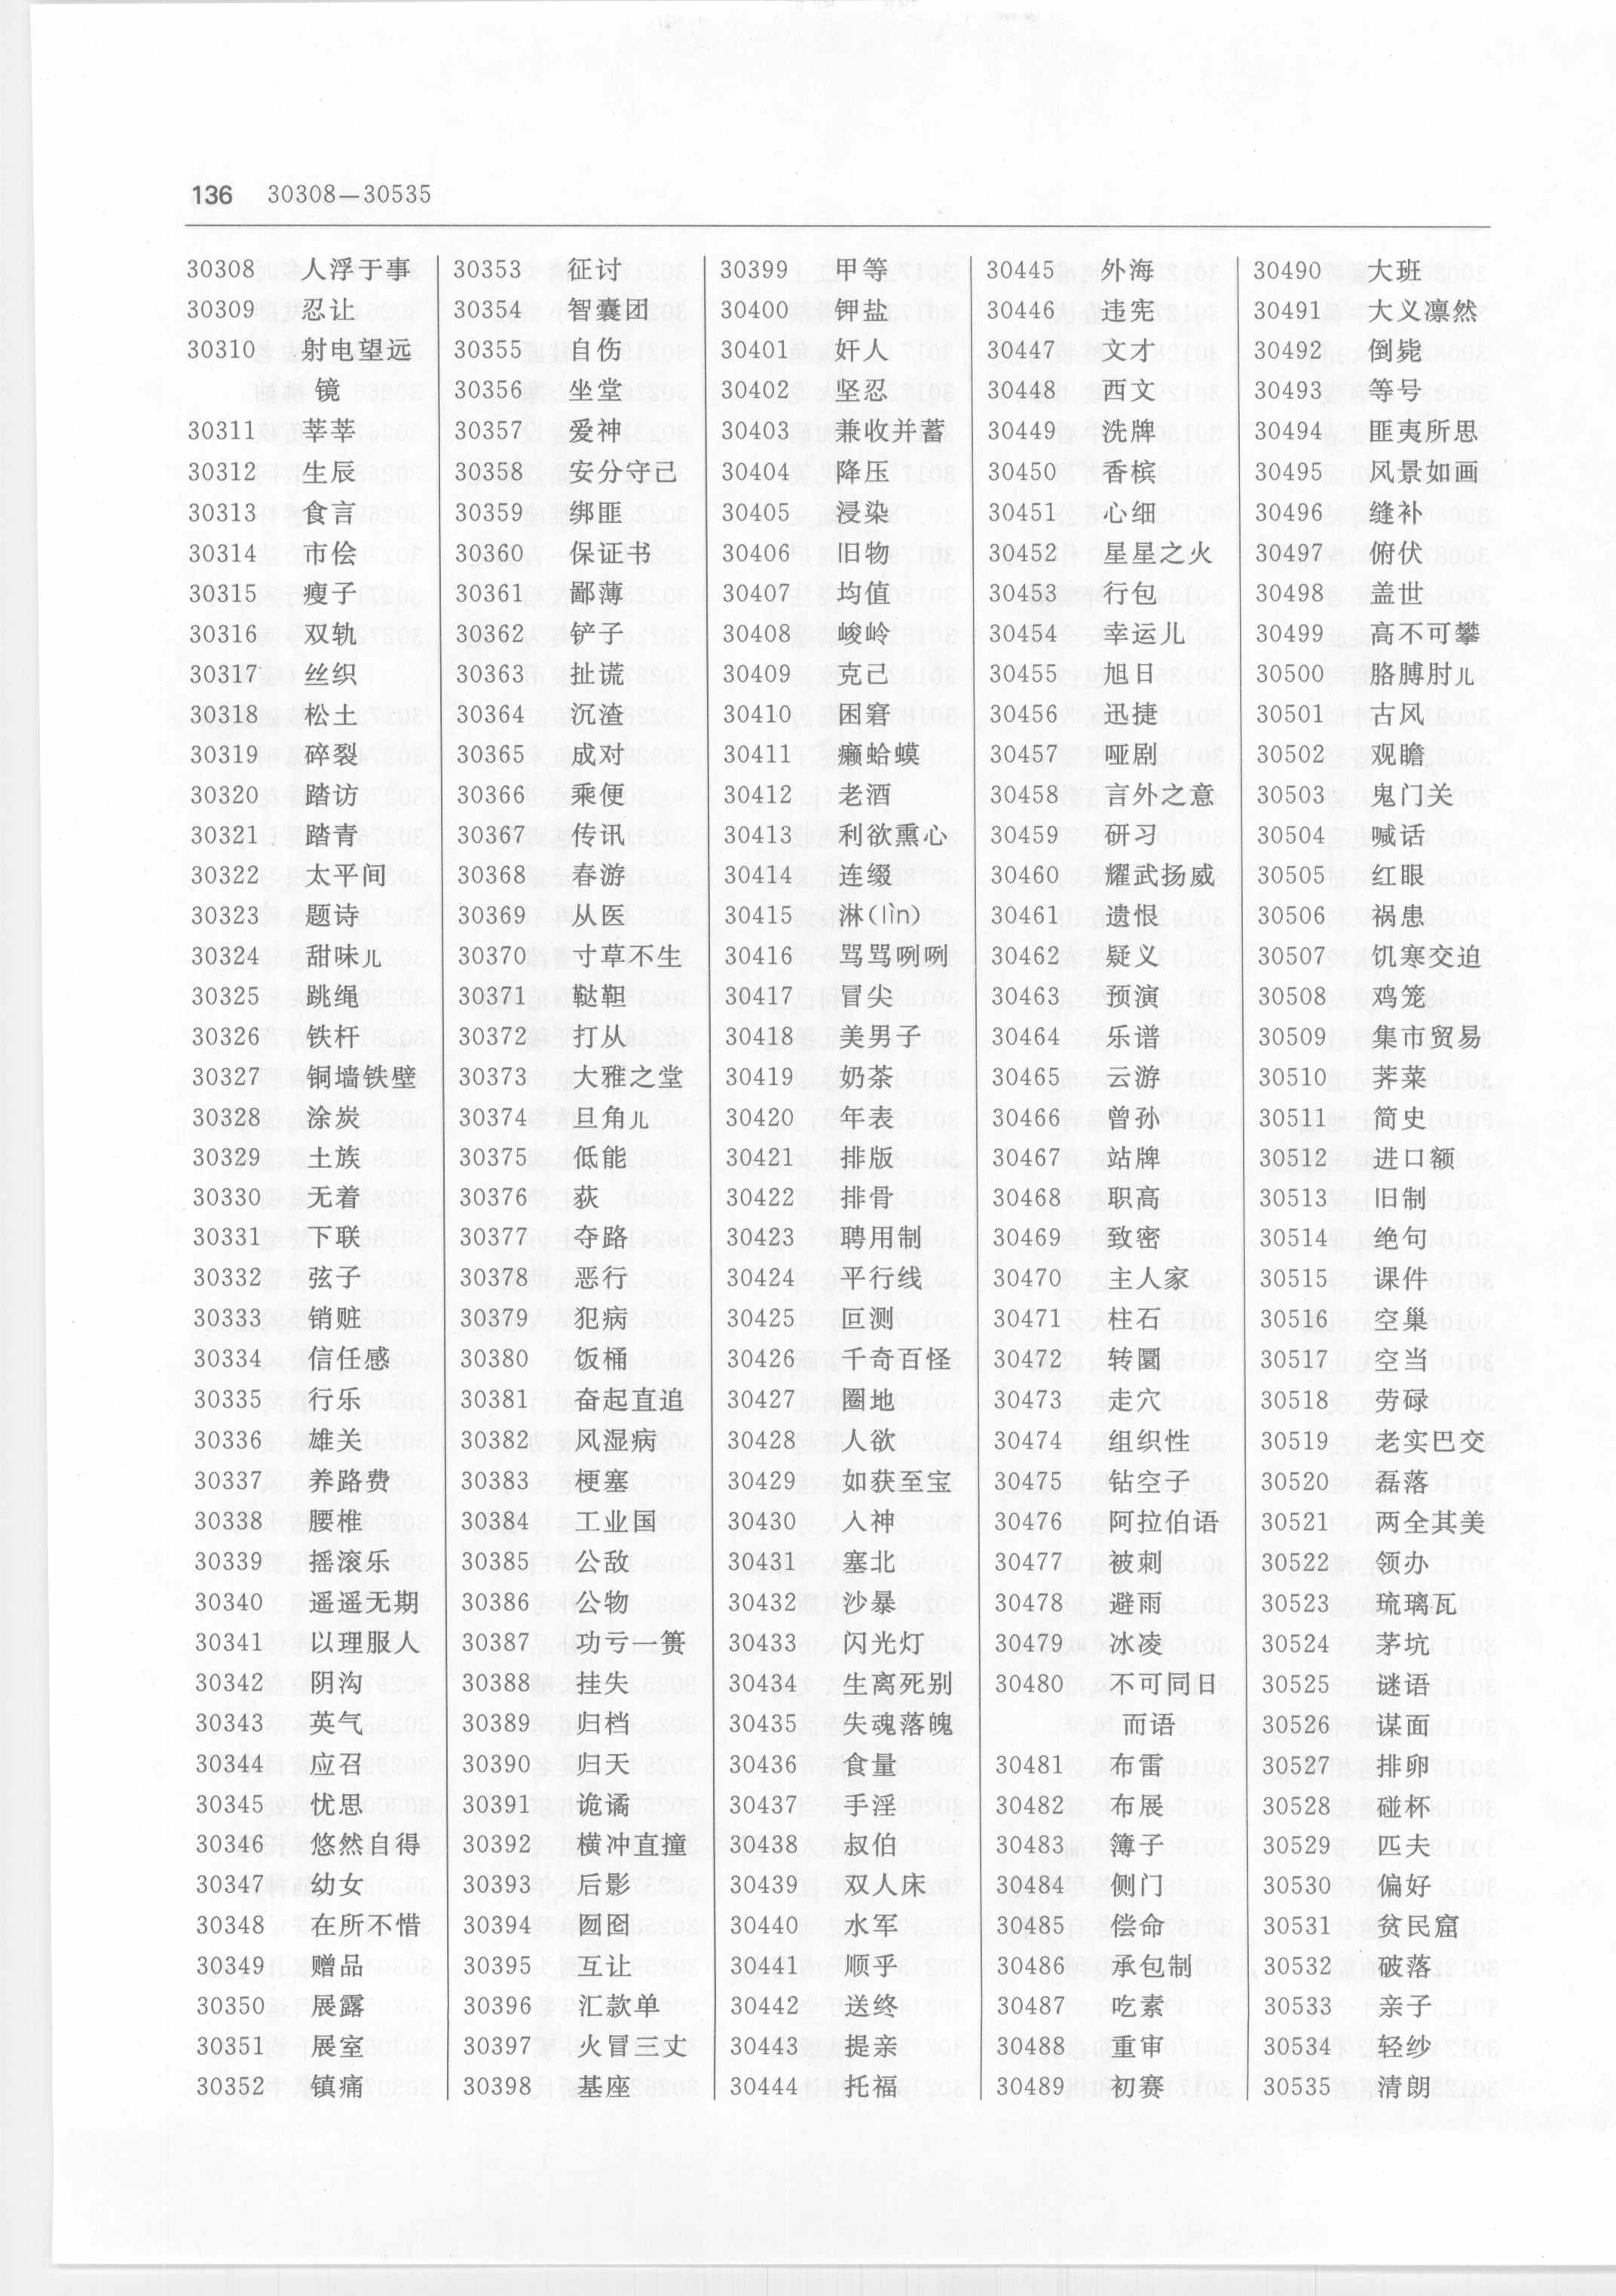 136 30308—30535
30308 人浮于事
30309 忍让
30310 射电望远
镜
30311 莘莘
30312 生辰
30313 食言
30314 市侩
30315 瘦子
30316 双轨
30317 丝织
30318 松土
30319 碎裂
30320 踏访
30321 踏青
30322 太平间
30323 题诗
30324 甜味儿
30325 跳绳
30326 铁杆
30327 铜墙铁壁
30328 涂炭
30329 土族
30330 无着
30331 下联
30332 弦子
30333 销赃
30334 信任感
30335 行乐
30336 雄关
30337 养路费
30338 腰椎
30339 摇滚乐
30340 遥遥无期
30341 以理服人
30342 阴沟
30343 英气
30344 应召
30345 忧思
30346 悠然自得
30347 幼女
30348 在所不惜
30349 赠品
30350 展露
30351 展室
30352 镇痛
30353 征讨
30354 智囊团
30355 自伤
30356 坐堂
30357 爱神
30358 安分守己
30359 绑匪
30360 保证书
30361 鄙薄
30362 铲子
30363 扯谎
30364 沉渣
30365 成对
30366 乘便
30367 传讯
30368 春游
30369 从医
30370 寸草不生
30371 鞑靼
30372 打从
30373 大雅之堂
30374 旦角儿
30375 低能
30376 荻
30377 夺路
30378 恶行
30379 犯病
30380 饭桶
30381 奋起直追
30382 风湿病
30383 梗塞
30384 工业国
30385 公敌
30386 公物
30387 功亏一篑
30388 挂失
30389 归档
30390 归天
30391 诡谲
30392 横冲直撞
30393 后影
30394 囫囵
30395 互让
30396 汇款单
30397 火冒三丈
30398 基座
30399 甲等
30400 钾盐
30401 奸人
30402 坚忍
30403 兼收并蓄
30404 降压
30405 浸染
30406 旧物
30407 均值
30408 峻岭
30409 克己
30410 困窘
30411 癞蛤蟆
30412 老酒
30413 利欲熏心
30414 连缀
30415 淋(lìn)
30416 骂骂咧咧
30417 冒尖
30418 美男子
30419 奶茶
30420 年表
30421 排版
30422 排骨
30423 聘用制
30424 平行线
30425 叵测
30426 千奇百怪
30427 圈地
30428 人欲
30429 如获至宝
30430 人神
30431 塞北
30432 沙暴
30433 闪光灯
30434 生离死别
30435 失魂落魄
30436 食量
30437 手淫
30438 叔伯
30439 双人床
30440 水军
30441 顺乎
30442 送终
30443 提亲
30444 托福
30445 外海
30446 违宪
30447 文才
30448 西文
30449 洗牌
30450 香槟
30451 心细
30452 星星之火
30453 行包
30454 幸运儿
30455 旭日
30456 迅捷
30457 哑剧
30458 言外之意
30459 研习
30460 耀武扬威
30461 遗恨
30462 疑义
30463 预演
30464 乐谱
30465 云游
30466 曾孙
30467 站牌
30468 职高
30469 致密
30470 主人家
30471 柱石
30472 转圜
30473 走穴
30474 组织性
30475 钻空子
30476 阿拉伯语
30477 被刺
30478 避雨
30479 冰凌
30480 不可同日
而语
30481 布雷
30482 布展
30483 簿子
30484 侧门
30485 偿命
30486 承包制
30487 吃素
30488 重审
30489 初赛
30490 大班
30491 大义凛然
30492 倒毙
30493 等号
30494 匪夷所思
30495 风景如画
30496 缝补
30497 俯伏
30498 盖世
30499 高不可攀
30500 胳膊肘儿
30501 古风
30502 观瞻
30503 鬼门关
30504 喊话
30505 红眼
30506 祸患
30507 饥寒交迫
30508 鸡笼
30509 集市贸易
30510 荠菜
30511 简史
30512 进口额
30513 旧制
30514 绝句
30515 课件
30516 空巢
30517 空当
30518 劳碌
30519 老实巴交
30520 磊落
30521 两全其美
30522 领办
30523 琉璃瓦
30524 茅坑
30525 谜语
30526 谋面
30527 排卵
30528 碰杯
30529 匹夫
30530 偏好
30531 贫民窟
30532 破落
30533 亲子
30534 轻纱
30535 清朗